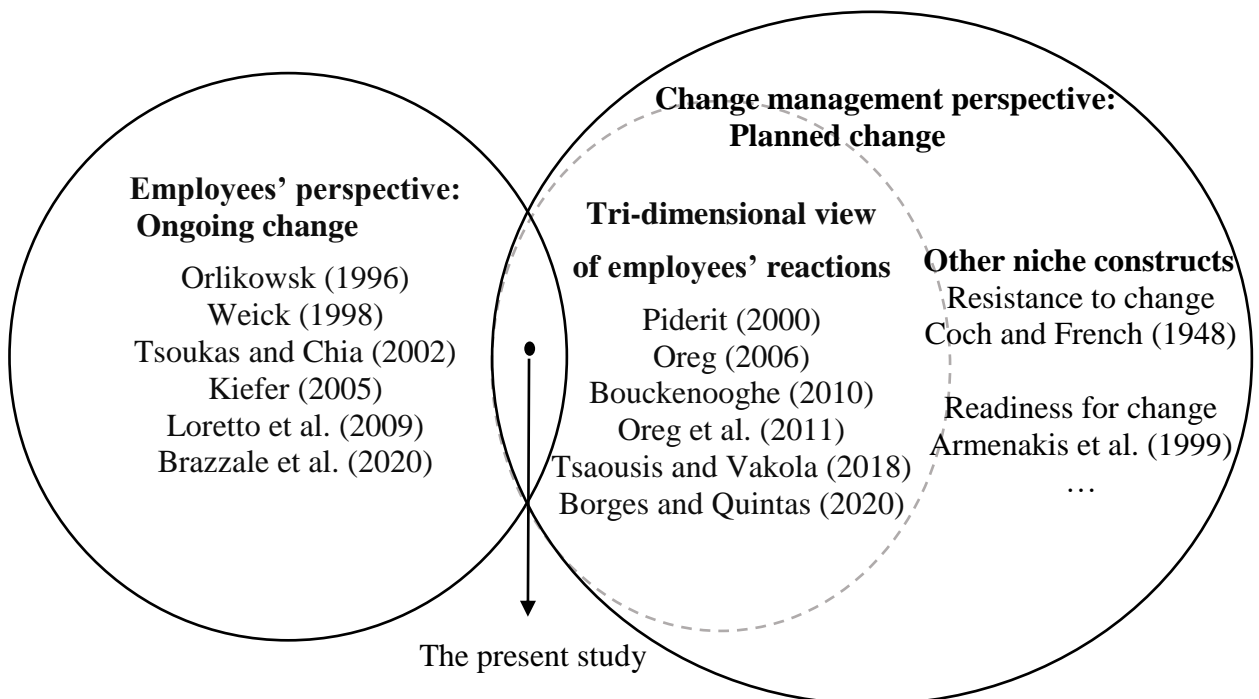 Employees’ perspective:
Ongoing change
Orlikowsk (1996)
Weick (1998)
Tsoukas and Chia (2002)
Kiefer (2005)
Loretto et al. (2009)
Brazzale et al. (2020)
Change management perspective:
Planned change
Tri-dimensional view
of employees’ reactions
Piderit (2000)
Oreg (2006)
Bouckenooghe (2010)
Oreg et al. (2011)
Tsaousis and Vakola (2018)
Borges and Quintas (2020)
Other niche constructs
Resistance to change
Coch and French (1948)
Readiness for change
Armenakis et al. (1999)
…
The present study